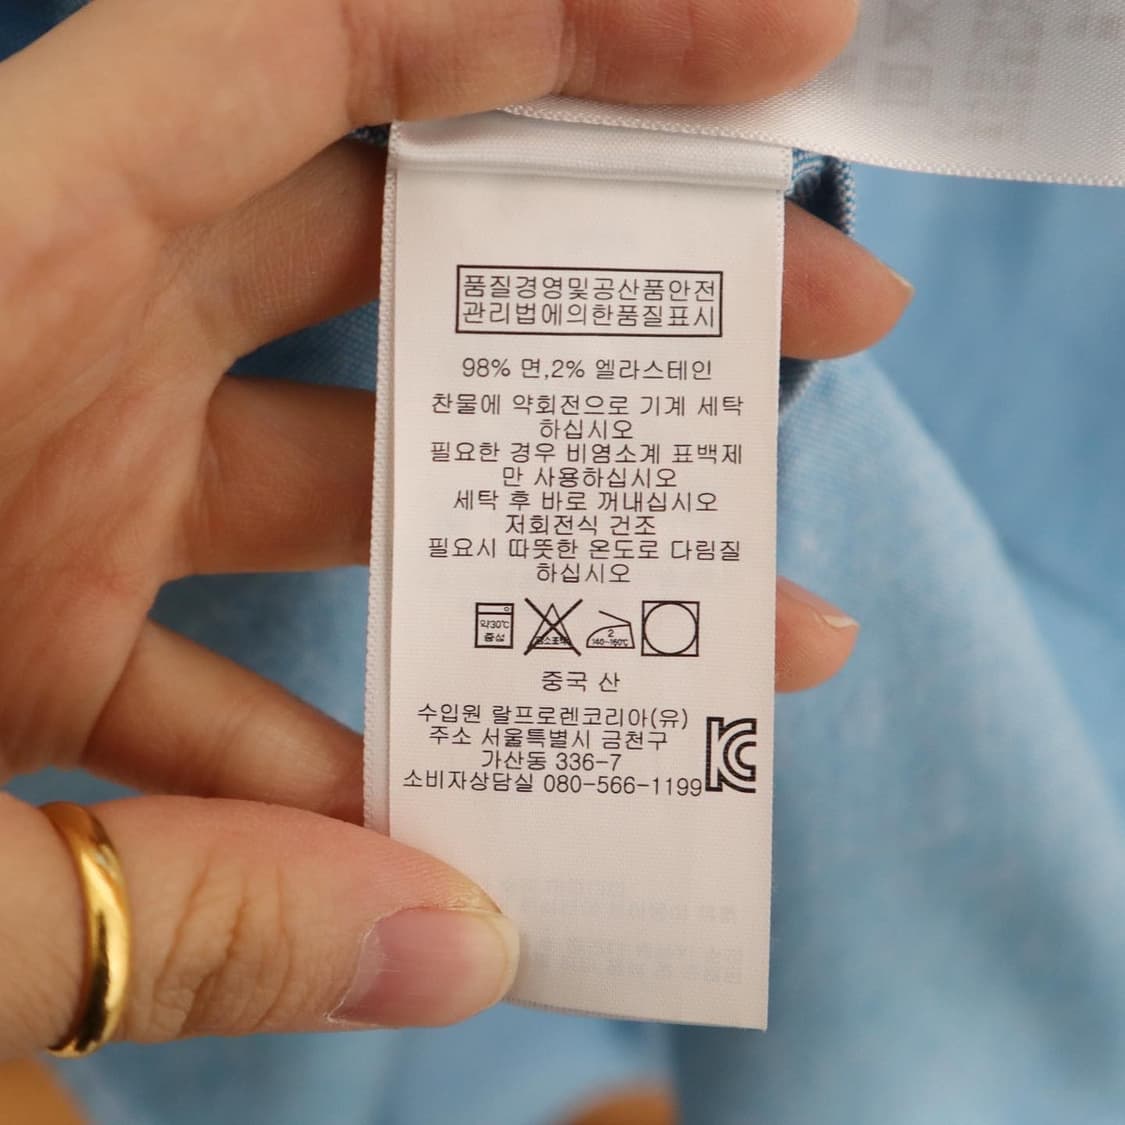 품질경영및공산품안전
관리법에의한품질표시
98% 면,2% 엘라스테인
찬물에 약회전으로 기계 세탁
하십시오
필요한 경우 비염소계 표백제
만 사용하십시오
세탁 후 바로 꺼내십시오
저회전식 건조
필요시 따뜻한 온도로 다림질
하십시오
약30℃
중성
2
140~160℃
중국 산
수입원 랄프로렌코리아(유)
주소 서울특별시 금천구
가산동 336-7
소비자상담실 080-566-1199